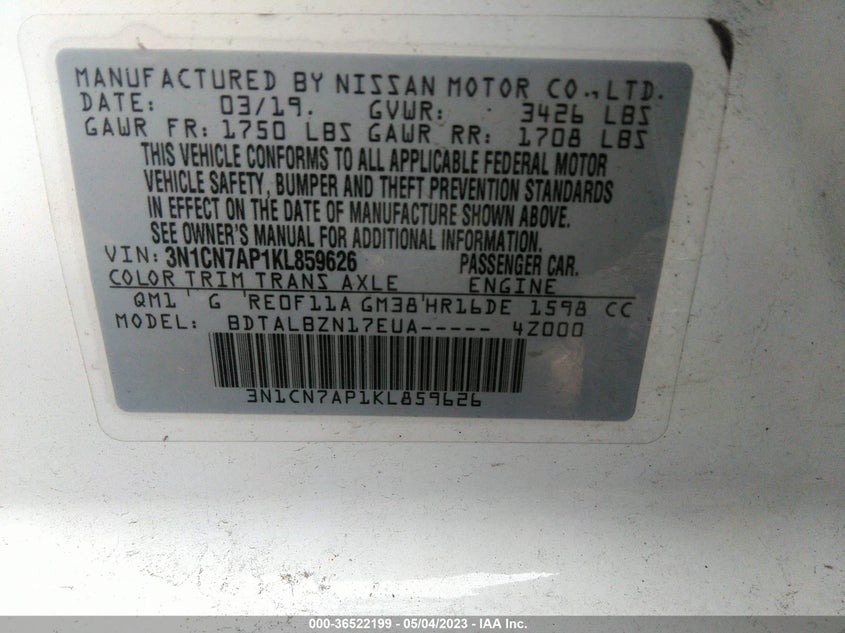 MANUFACTURED BY NISSAN MOTOR CO., LTD.
DATE: 03/19. GVWR: 3426 LBS
GAWR FR: 1750 LBS GAWR RR: 1708 LBS
THIS VEHICLE CONFORMS TO ALL APPLICABLE FEDERAL MOTOR
VEHICLE SAFETY, BUMPER AND THEFT PREVENTION STANDARDS
IN EFFECT ON THE DATE OF MANUFACTURE SHOWN ABOVE.
SEE OWNER'S MANUAL FOR ADDITIONAL INFORMATION.
VIN: 3N1CN7AP1KL859626 PASSENGER CAR.
COLOR TRIM TRANS AXLE ENGINE
QM1 G RE0F11A GM38 HR16DE 1598 CC
MODEL: BDTALBZN17EUA----- 4Z000
3N1CN7AP1KL859626
000-36522199 - 05/04/2023 - IAA Inc.